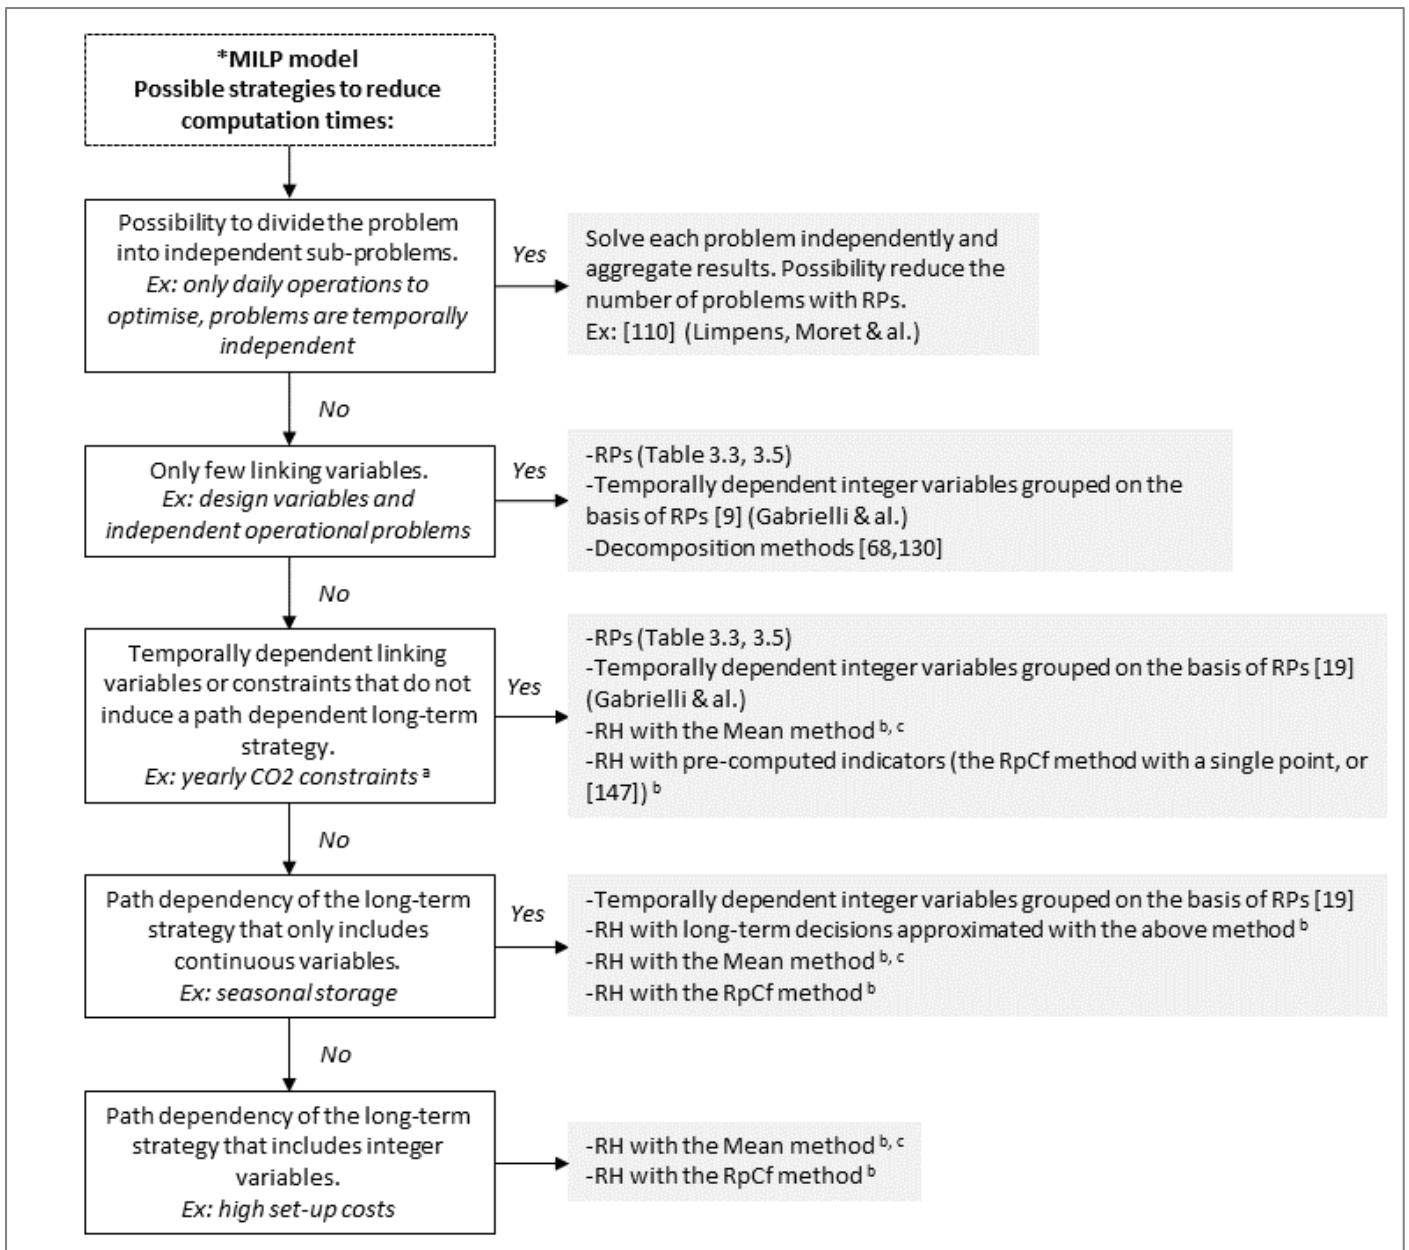 *MILP model
Possible strategies to reduce
computation times:
Possibility to divide the problem
into independent sub-problems.
Ex: only daily operations to
optimise, problems are temporally
independent
Yes
Solve each problem independently and
aggregate results. Possibility reduce the
number of problems with RPs.
Ex: [110] (Limpens, Moret & al.)
No
Only few linking variables.
Ex: design variables and
independent operational problems
Yes
-RPs (Table 3.3, 3.5)
-Temporally dependent integer variables grouped on the
basis of RPs [9] (Gabrielli & al.)
-Decomposition methods [68,130]
No
Temporally dependent linking
variables or constraints that do not
induce a path dependent long-term
strategy.
Ex: yearly CO2 constraints ᵃ
Yes
-RPs (Table 3.3, 3.5)
-Temporally dependent integer variables grouped on the basis of RPs [19]
(Gabrielli & al.)
-RH with the Mean method ᵇ, ᶜ
-RH with pre-computed indicators (the RpCf method with a single point, or
[147]) ᵇ
No
Path dependency of the long-term
strategy that only includes
continuous variables.
Ex: seasonal storage
Yes
-Temporally dependent integer variables grouped on the basis of RPs [19]
-RH with long-term decisions approximated with the above method ᵇ
-RH with the Mean method ᵇ, ᶜ
-RH with the RpCf method ᵇ
No
Path dependency of the long-term
strategy that includes integer
variables.
Ex: high set-up costs
-RH with the Mean method ᵇ, ᶜ
-RH with the RpCf method ᵇ